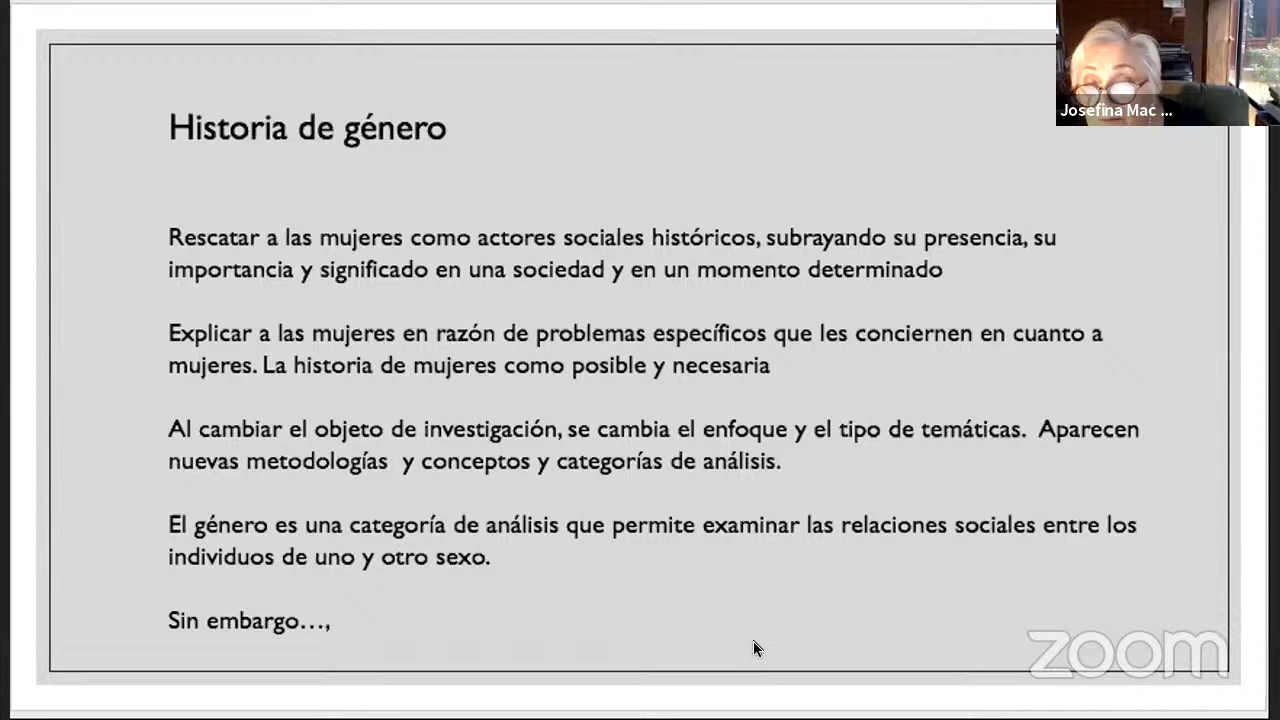 Historia de género
Rescatar a las mujeres como actores sociales históricos, subrayando su presencia, su
importancia y significado en una sociedad y en un momento determinado
Explicar a las mujeres en razón de problemas específicos que les conciernen en cuanto a
mujeres. La historia de mujeres como posible y necesaria
Al cambiar el objeto de investigación, se cambia el enfoque y el tipo de temáticas.  Aparecen
nuevas metodologías  y conceptos y categorías de análisis.
El género es una categoría de análisis que permite examinar las relaciones sociales entre los
individuos de uno y otro sexo.
Sin embargo…,
Josefina Mac ...
zoom